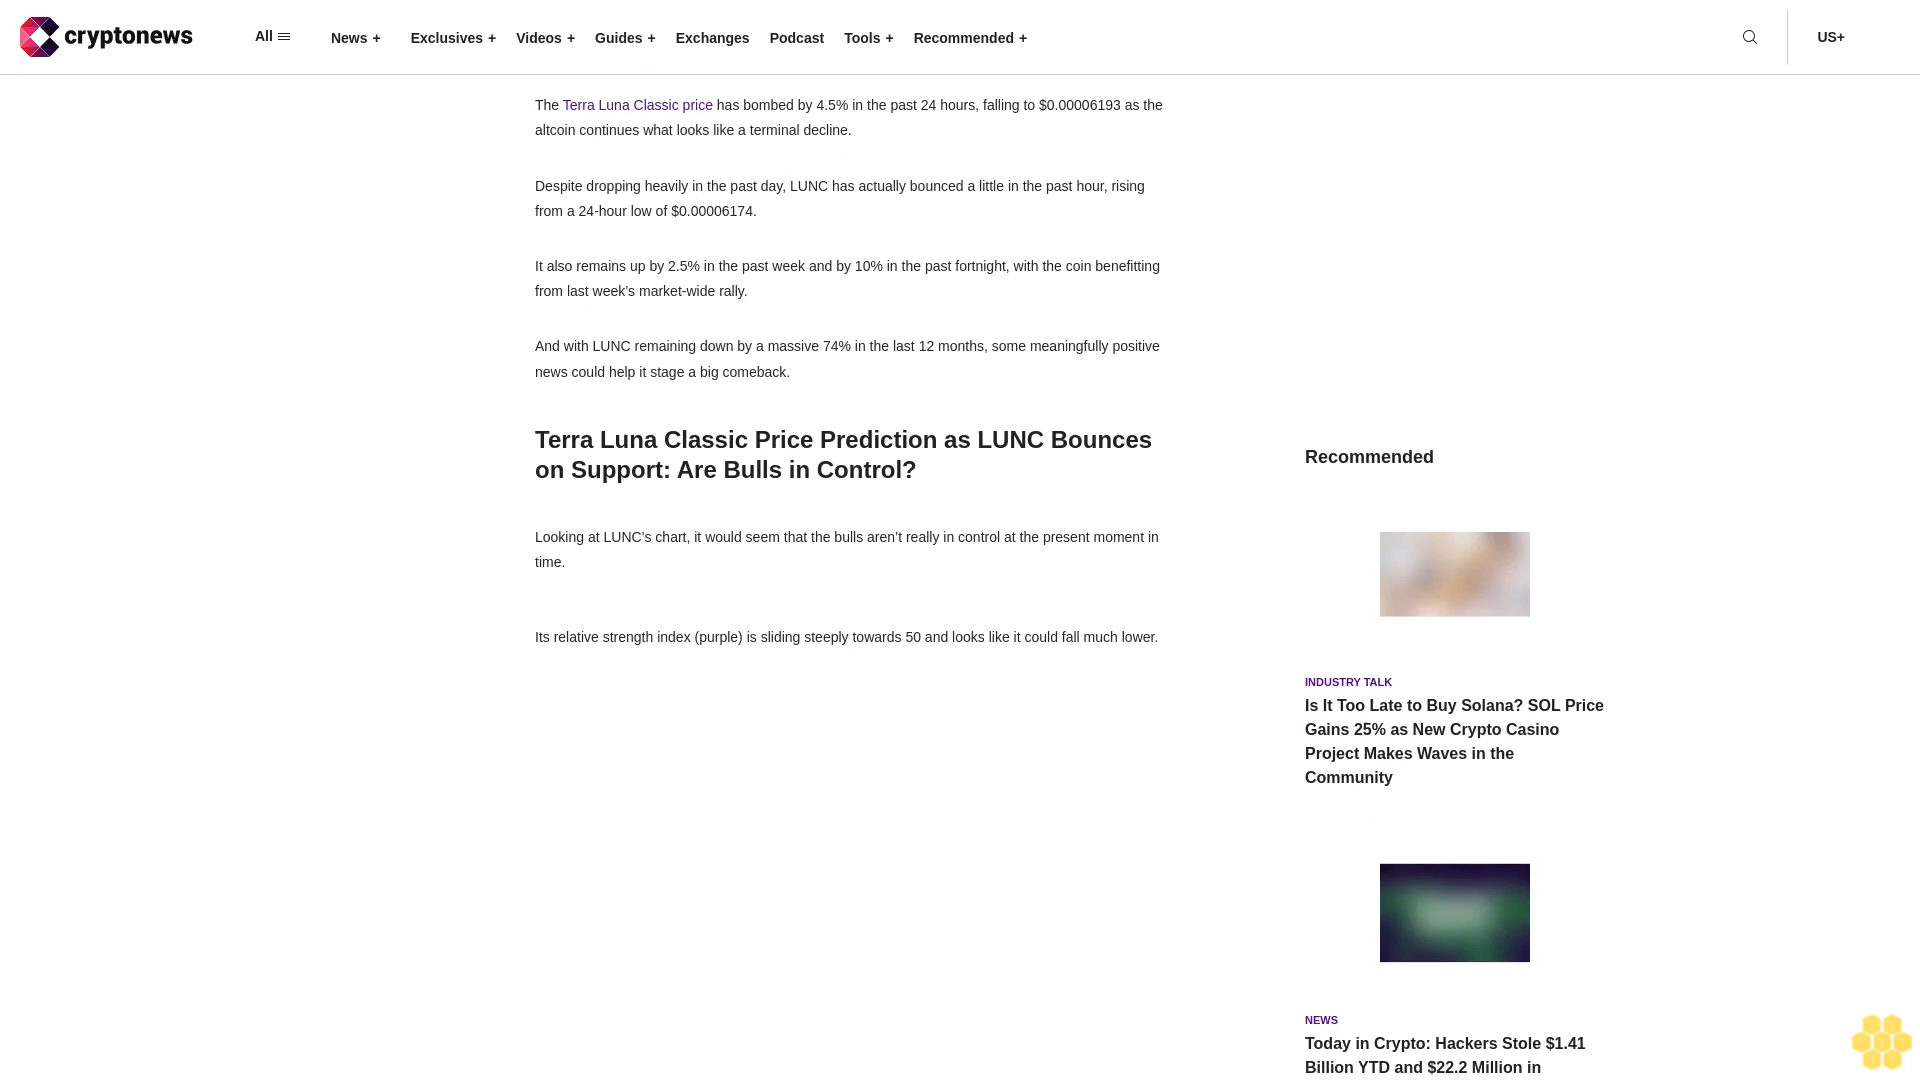 cryptonews
All
News +
Exclusives +
Videos +
Guides +
Exchanges
Podcast
Tools +
Recommended +
US+
The Terra Luna Classic price has bombed by 4.5% in the past 24 hours, falling to $0.00006193 as the
altcoin continues what looks like a terminal decline.
Despite dropping heavily in the past day, LUNC has actually bounced a little in the past hour, rising
from a 24-hour low of $0.00006174.
It also remains up by 2.5% in the past week and by 10% in the past fortnight, with the coin benefitting
from last week’s market-wide rally.
And with LUNC remaining down by a massive 74% in the last 12 months, some meaningfully positive
news could help it stage a big comeback.
Terra Luna Classic Price Prediction as LUNC Bounces
on Support: Are Bulls in Control?
Looking at LUNC’s chart, it would seem that the bulls aren’t really in control at the present moment in
time.
Its relative strength index (purple) is sliding steeply towards 50 and looks like it could fall much lower.
Recommended
INDUSTRY TALK
Is It Too Late to Buy Solana? SOL Price
Gains 25% as New Crypto Casino
Project Makes Waves in the
Community
NEWS
Today in Crypto: Hackers Stole $1.41
Billion YTD and $22.2 Million in